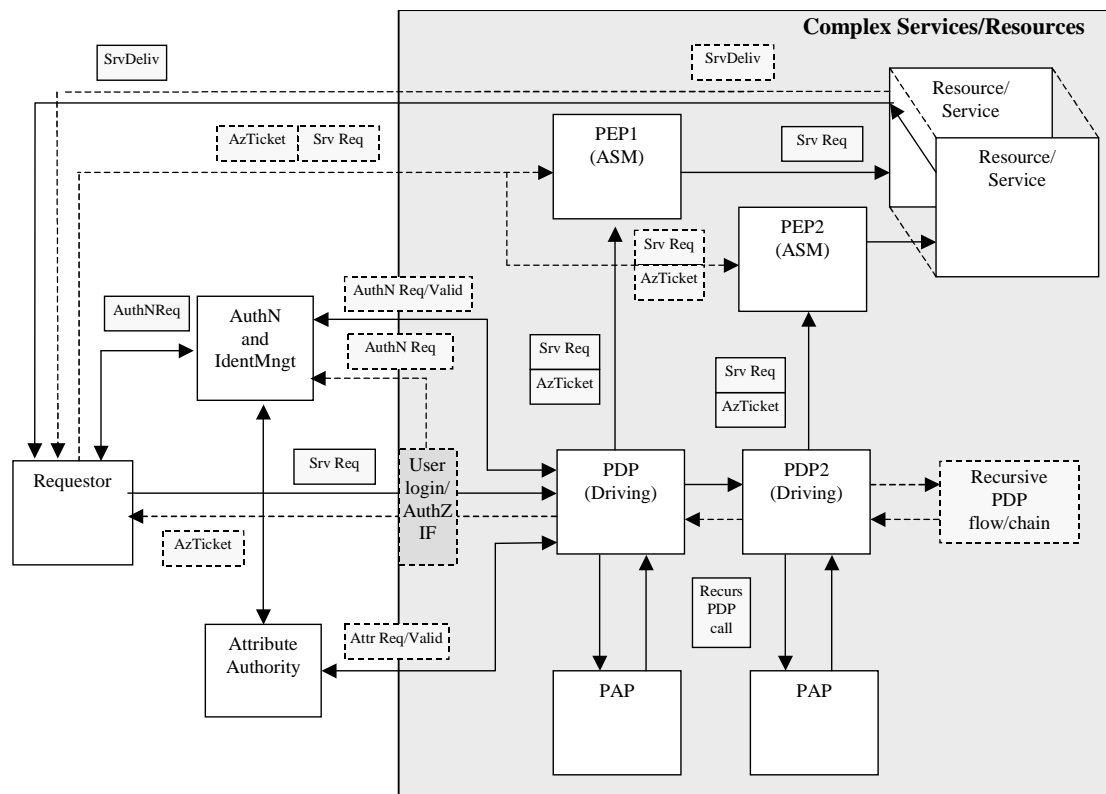 Complex Services/Resources
SrvDeliv
SrvDeliv
Resource/
Service
AzTicket
Srv Req
PEP1
(ASM)
Srv Req
Resource/
Service
PEP2
(ASM)
Srv Req
AzTicket
AuthN Req/Valid
AuthNReq
AuthN
and
IdentMngt
AuthN Req
Srv Req
AzTicket
Srv Req
AzTicket
Srv Req
Requestor
User
login/
AuthZ
IF
PDP
(Driving)
PDP2
(Driving)
Recursive
PDP
flow/chain
AzTicket
Recurs
PDP
call
Attr Req/Valid
Attribute
Authority
PAP
PAP